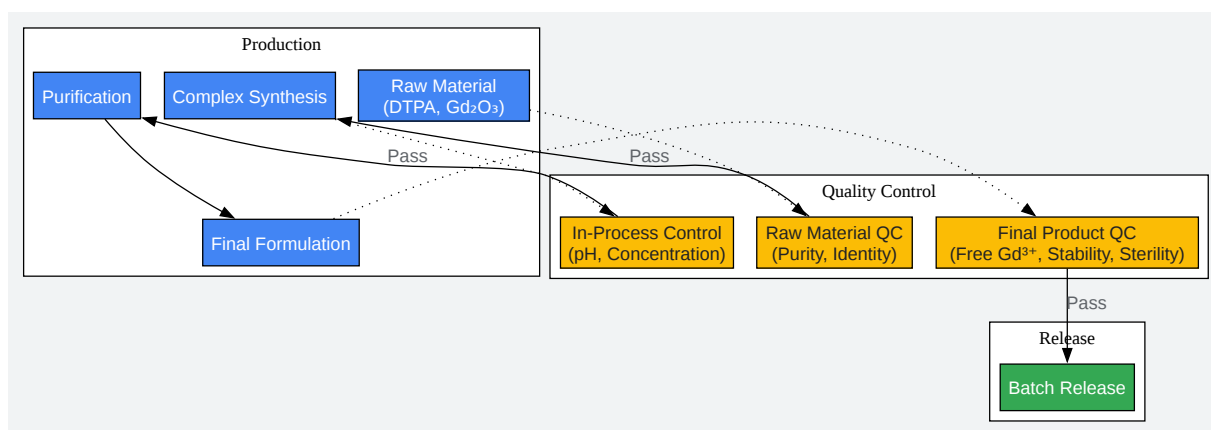 Production
Purification
Complex Synthesis
Raw Material
(DTPA, Gd₂O₃)
Pass
Pass
Final Formulation
Quality Control
In-Process Control
(pH, Concentration)
Raw Material QC
(Purity, Identity)
Final Product QC
(Free Gd³⁺, Stability, Sterility)
Pass
Release
Batch Release